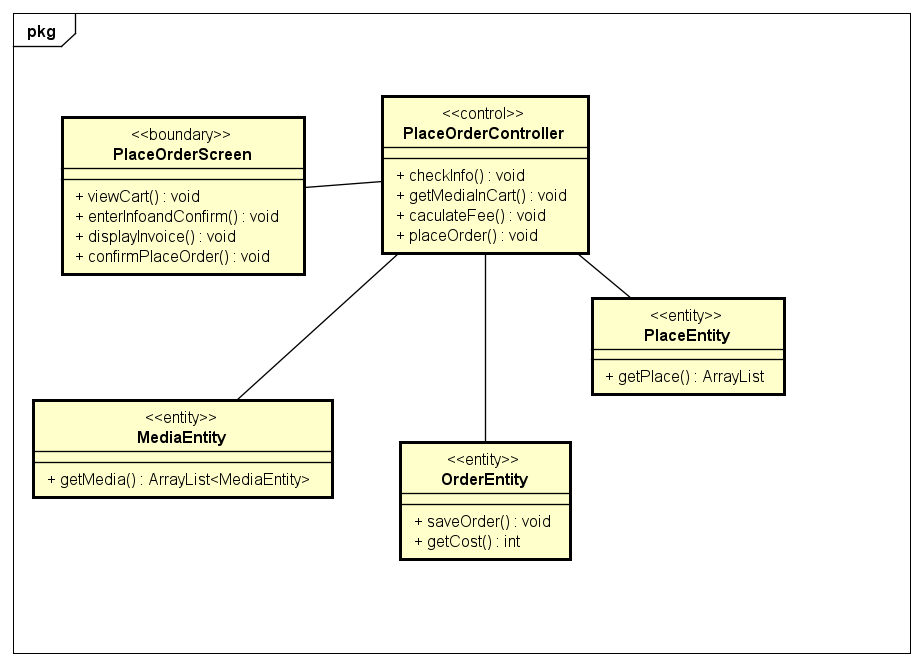 pkg
<<boundary>>
PlaceOrderScreen
+ viewCart() : void
+ enterInfoandConfirm() : void
+ displayInvoice() : void
+ confirmPlaceOrder() : void
<<control>>
PlaceOrderController
+ checkInfo() : void
+ getMediaInCart() : void
+ caculateFee() : void
+ placeOrder() : void
<<entity>>
PlaceEntity
+ getPlace() : ArrayList
<<entity>>
MediaEntity
+ getMedia() : ArrayList<MediaEntity>
<<entity>>
OrderEntity
+ saveOrder() : void
+ getCost() : int